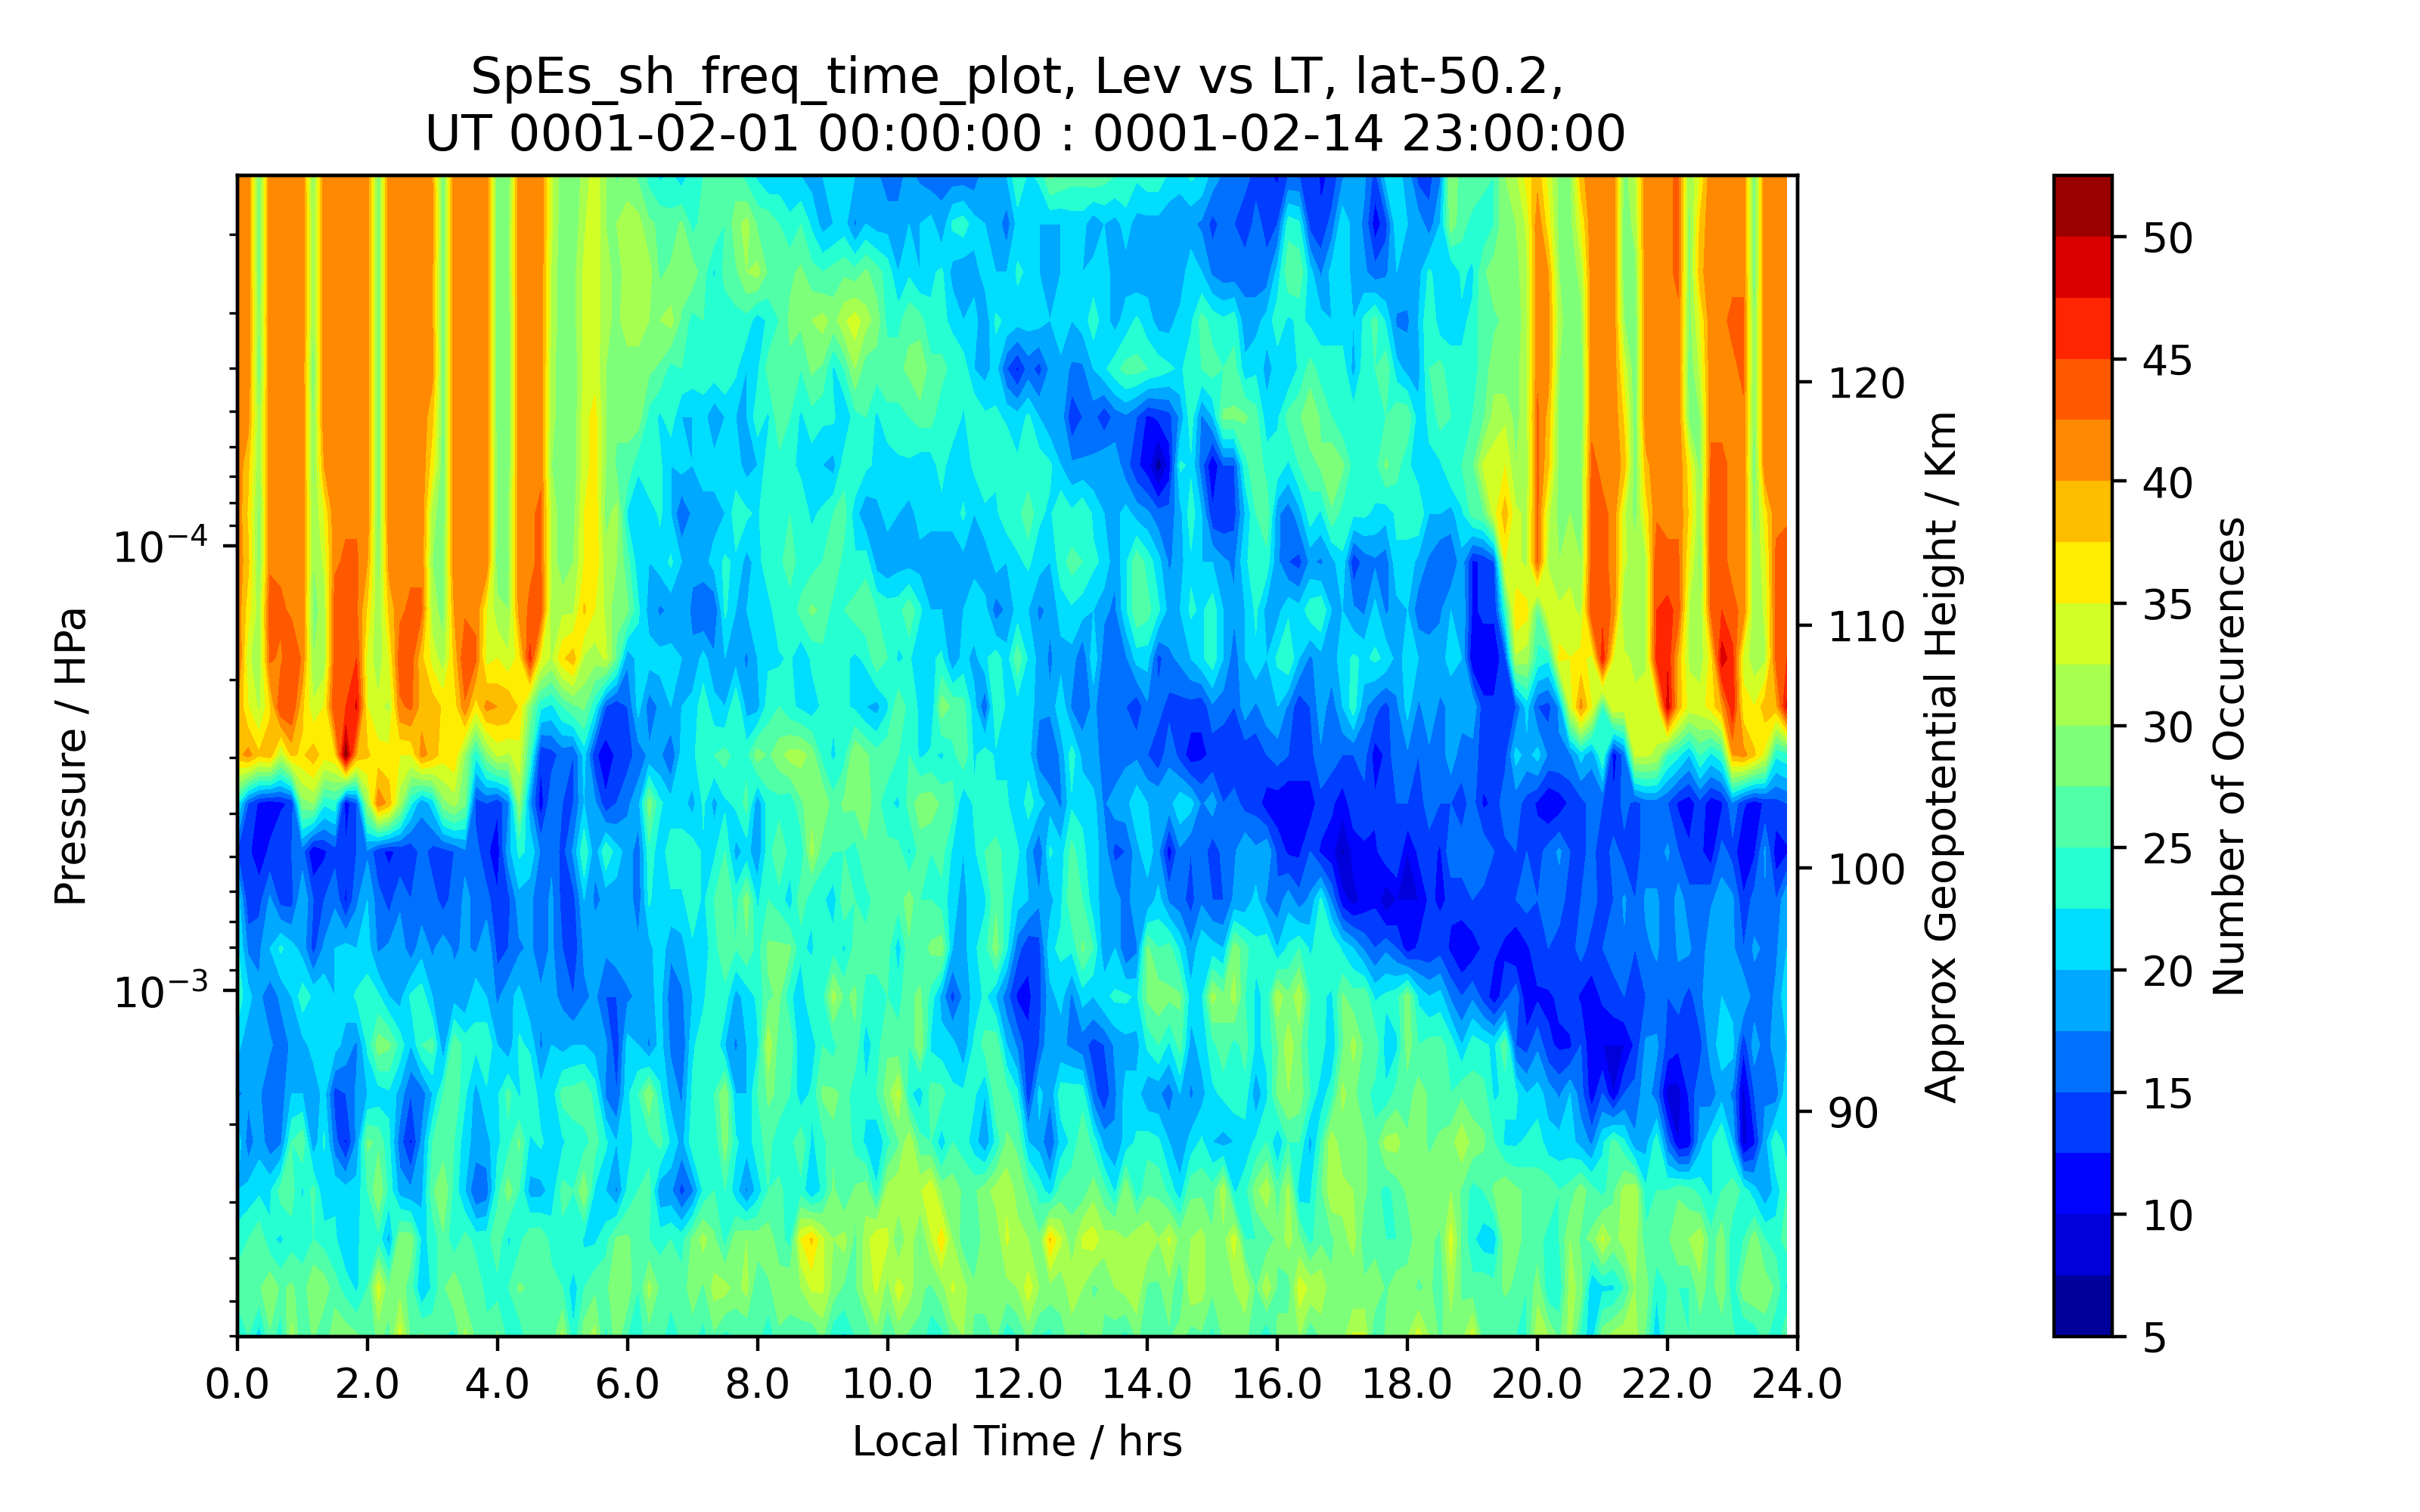 SpEs_sh_freq_time_plot, Lev vs LT, lat-50.2,
UT 0001-02-01 00:00:00 : 0001-02-14 23:00:00
Pressure / HPa
10⁻⁴
10⁻³
0.0 2.0 4.0 6.0 8.0 10.0 12.0 14.0 16.0 18.0 20.0 22.0 24.0
Local Time / hrs
120
110
100
90
Approx Geopotential Height / Km
50
45
40
35
30
25
20
15
10
5
Number of Occurences